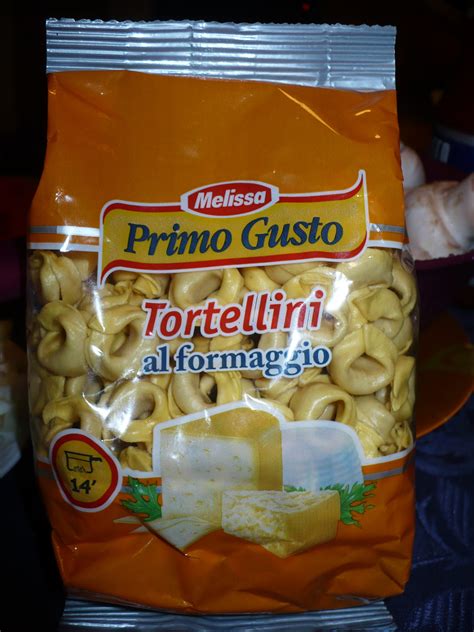 Melissa
Primo Gusto
Tortellini
al formaggio
14'